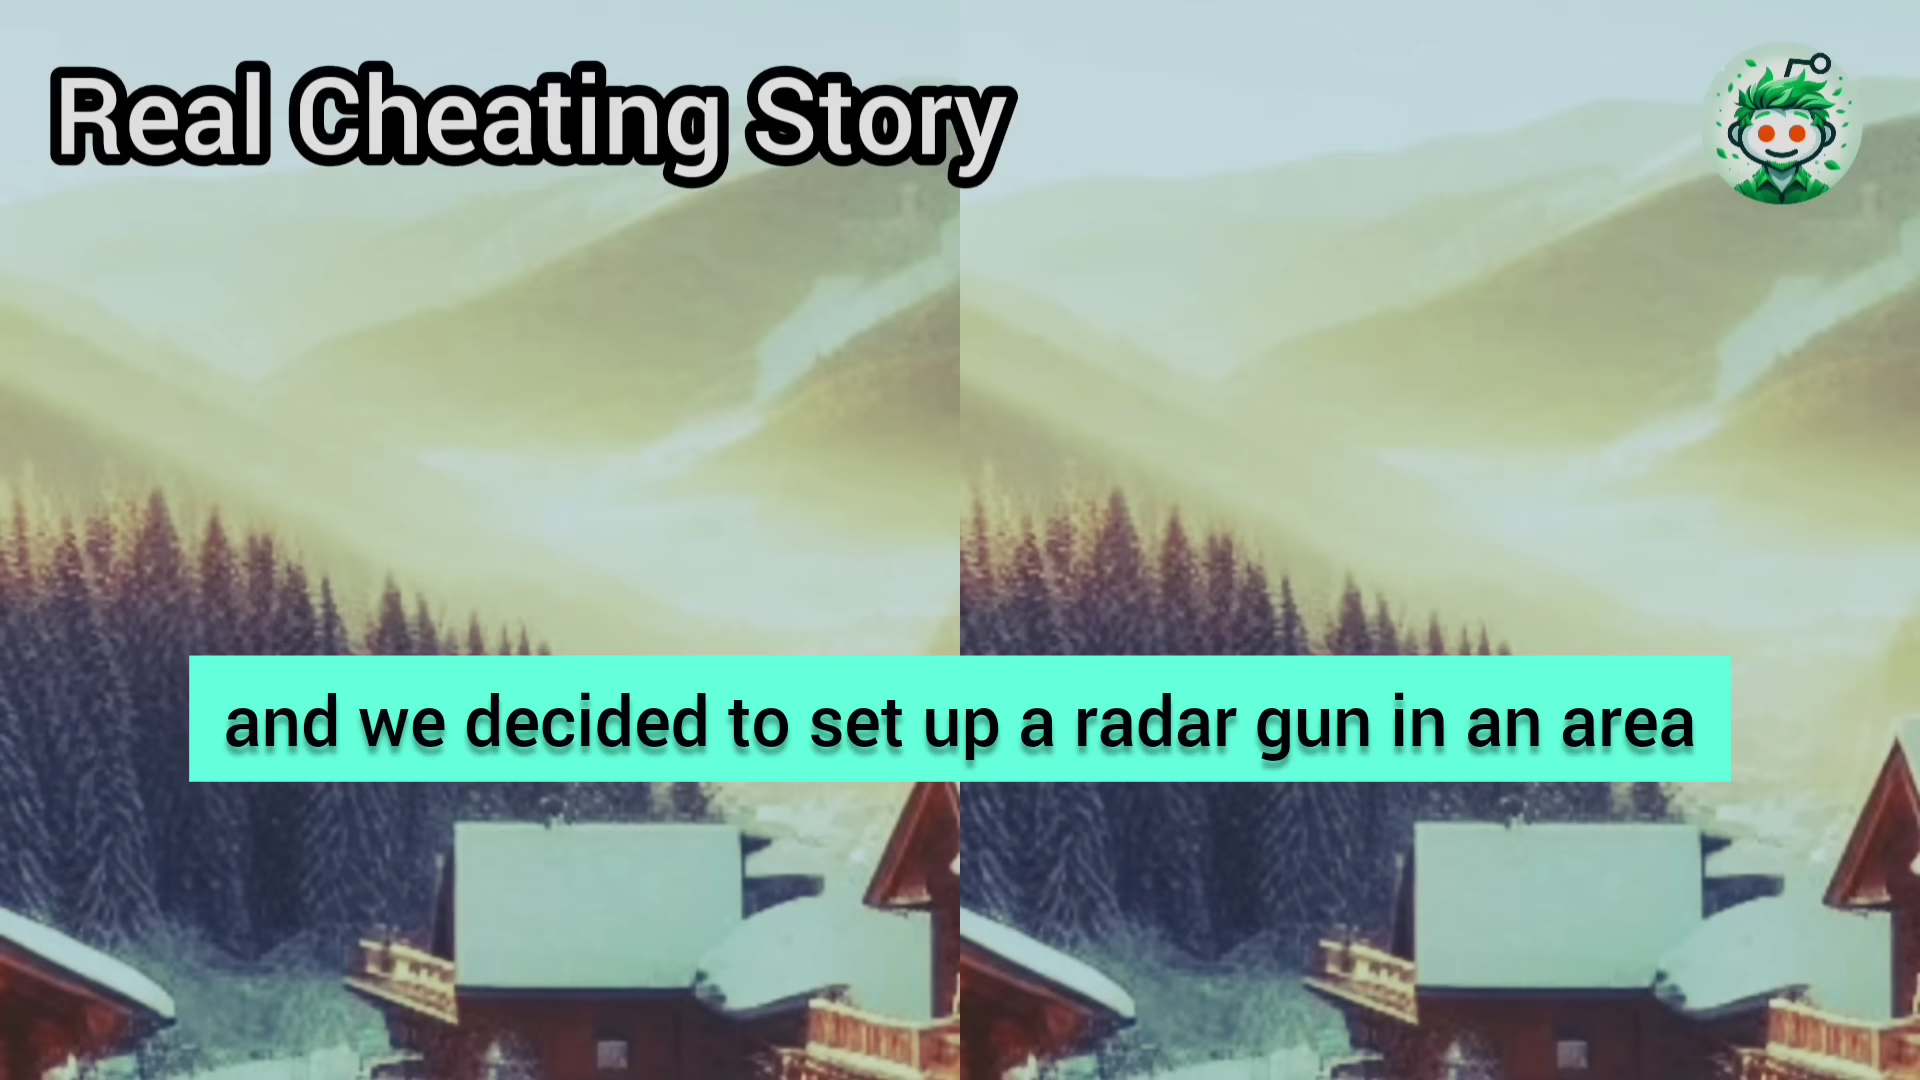 Real Cheating Story
and we decided to set up a radar gun in an area